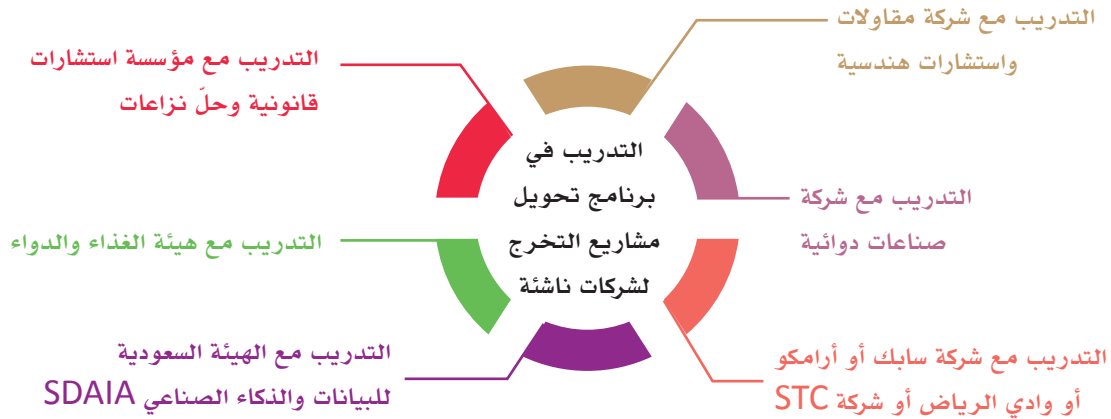 التدريب مع شركة مقاولات
واستشارات هندسية
التدريب مع مؤسسة استشارات
قانونية وحلّ نزاعات
التدريب في
برنامج تحويل
مشاريع التخرج
لشركات ناشئة
التدريب مع شركة
صناعات دوائية
التدريب مع هيئة الغذاء والدواء
التدريب مع شركة سابك أو أرامكو
أو وادي الرياض أو شركة STC
التدريب مع الهيئة السعودية
للبيانات والذكاء الصناعي SDAIA